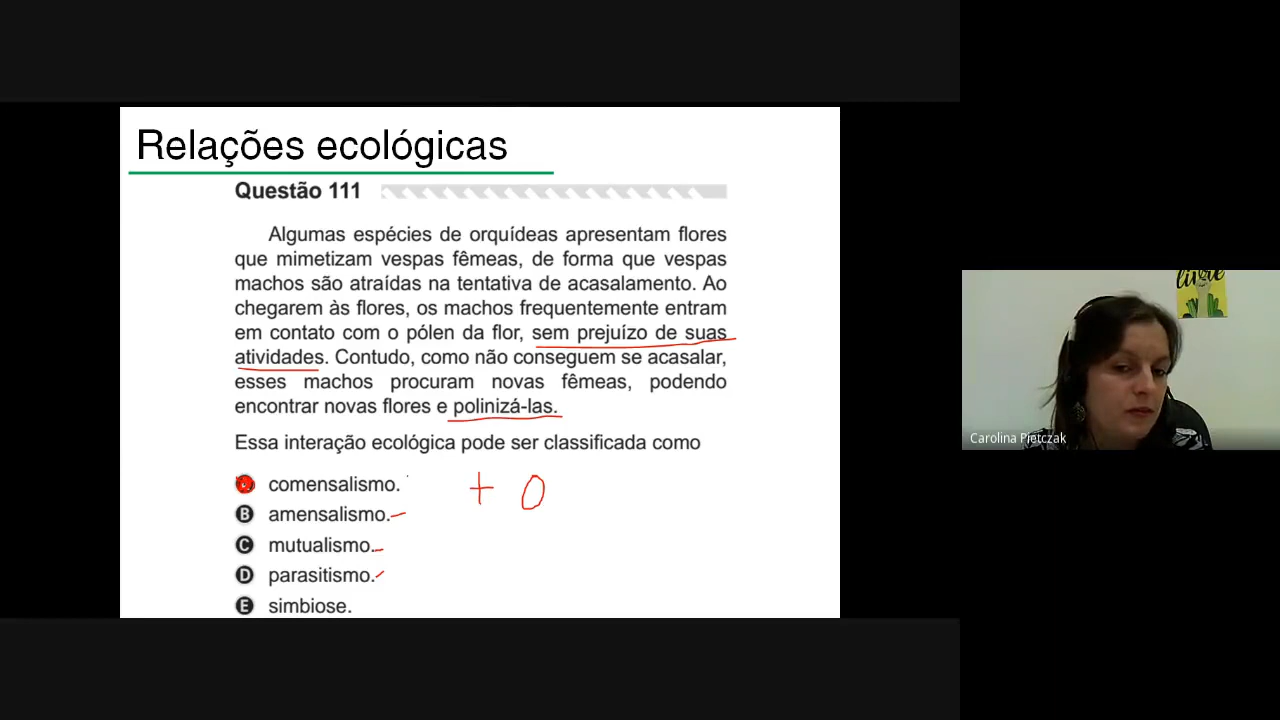 Relações ecológicas
Questão 111
Algumas espécies de orquídeas apresentam flores
que mimetizam vespas fêmeas, de forma que vespas
machos são atraídas na tentativa de acasalamento. Ao
chegarem às flores, os machos frequentemente entram
em contato com o pólen da flor, sem prejuízo de suas
atividades. Contudo, como não conseguem se acasalar,
esses machos procuram novas fêmeas, podendo
encontrar novas flores e polinizá-las.
Essa interação ecológica pode ser classificada como
comensalismo. + 0
B amensalismo.
C mutualismo.
D parasitismo.
E simbiose.
livre
Carolina Pietczak